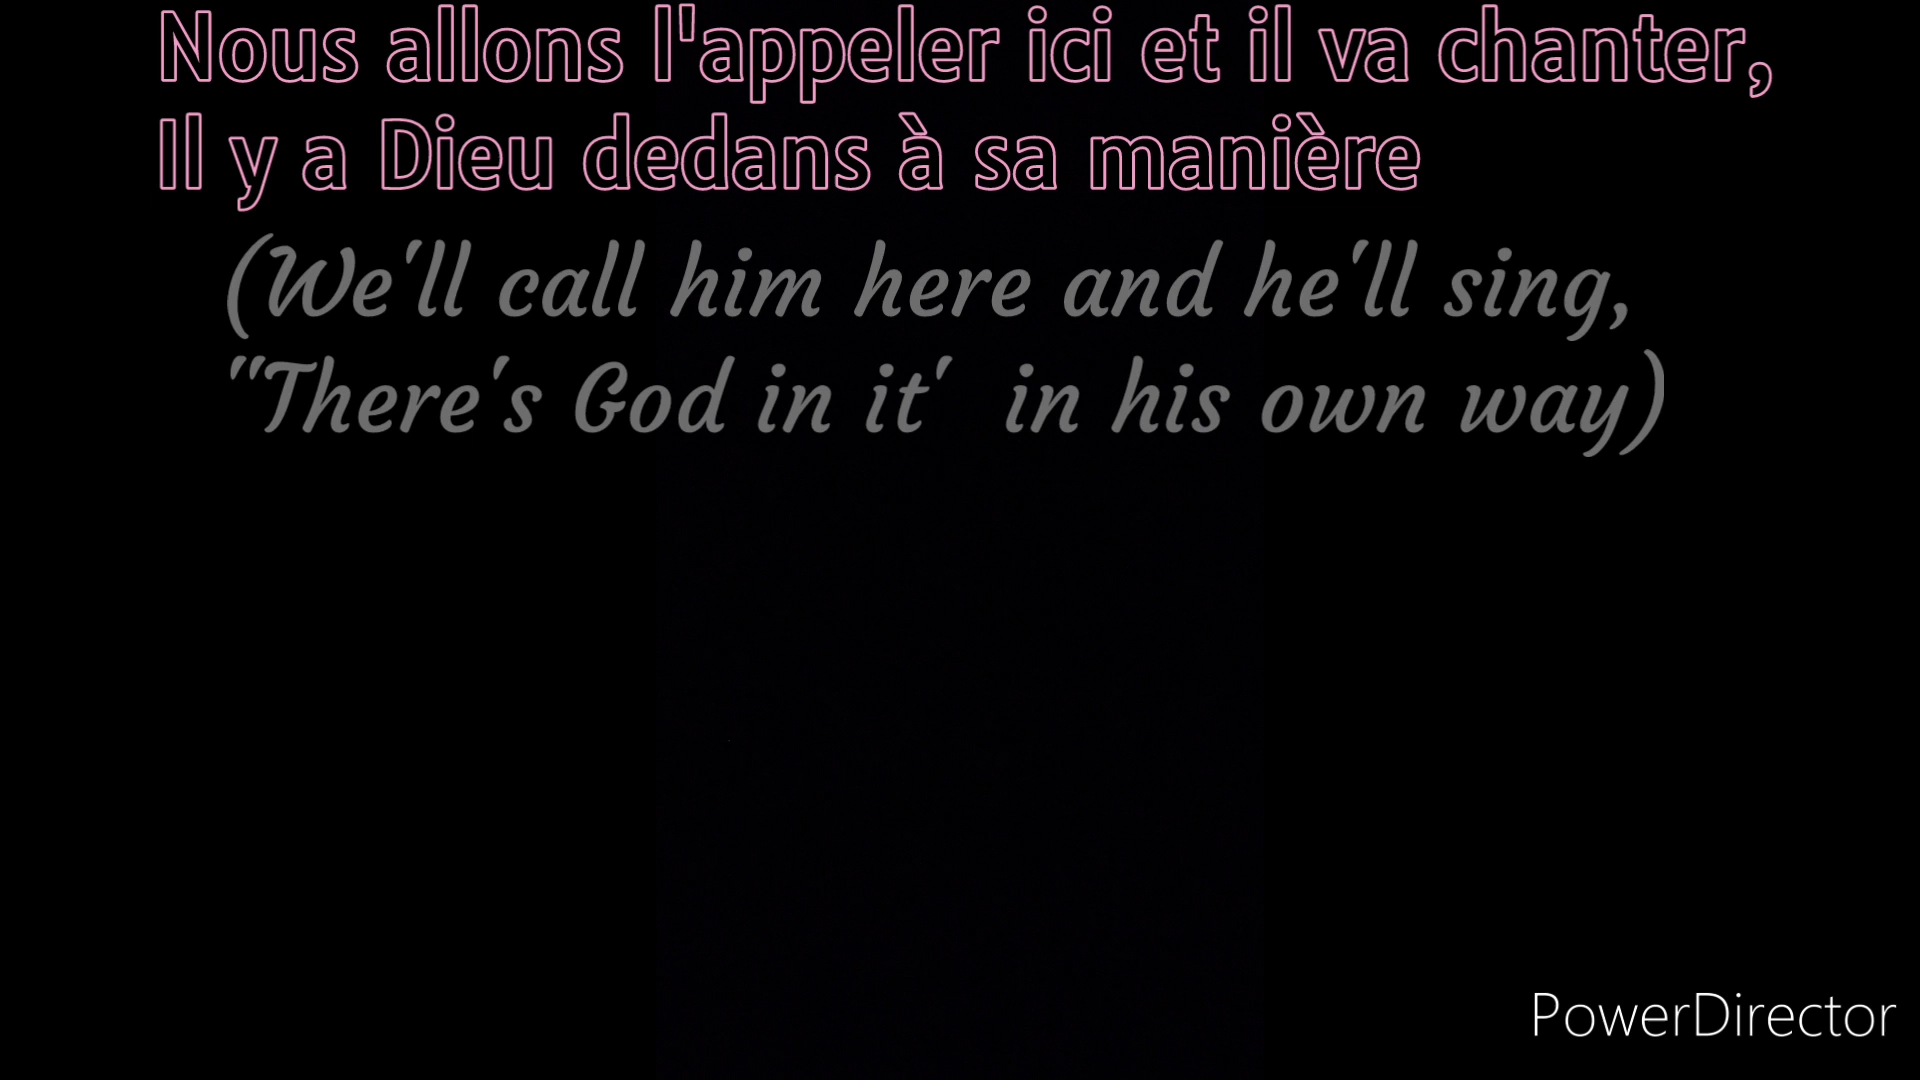 Nous allons l'appeler ici et il va chanter,
Il y a Dieu dedans à sa manière
(We'll call him here and he'll sing,
"There's God in it'  in his own way)
PowerDirector